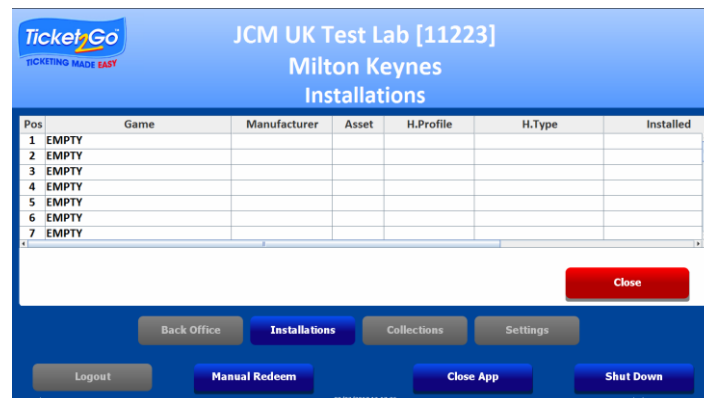 Ticket2Go
TICKETING MADE EASY
JCM UK Test Lab [11223]
Milton Keynes
Installations
Pos Game Manufacturer Asset H.Profile H.Type Installed
1 EMPTY
2 EMPTY
3 EMPTY
4 EMPTY
5 EMPTY
6 EMPTY
7 EMPTY
Close
Back Office Installations Collections Settings
Logout Manual Redeem Close App Shut Down